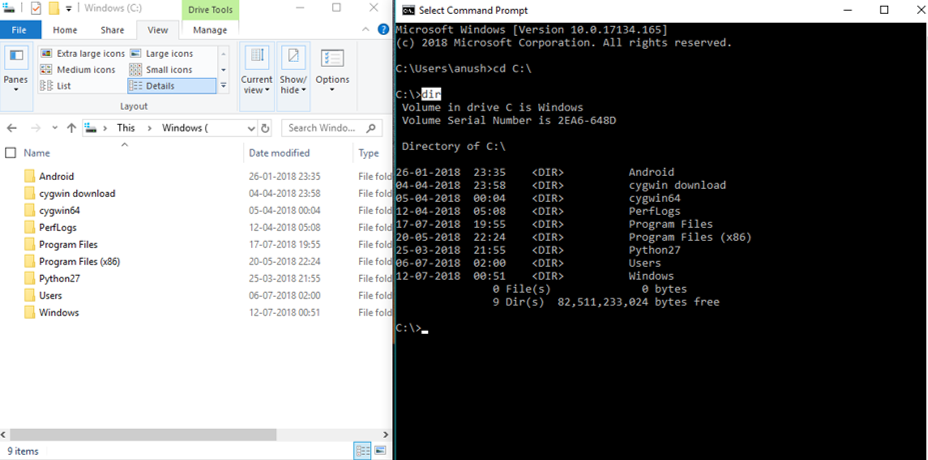 Windows (C:)
Drive Tools
File Home Share View Manage
Panes
Extra large icons Large icons
Medium icons Small icons
List Details
Layout
Current view
Show/ hide
Options
This > Windows ( Search Windo...
Name Date modified Type
Android 26-01-2018 23:35 File fold
cygwin download 04-04-2018 23:58 File fold
cygwin64 05-04-2018 00:04 File fold
PerfLogs 12-04-2018 05:08 File fold
Program Files 17-07-2018 19:55 File fold
Program Files (x86) 20-05-2018 22:24 File fold
Python27 25-03-2018 21:55 File fold
Users 06-07-2018 02:00 File fold
Windows 12-07-2018 00:51 File fold
9 items
Select Command Prompt
Microsoft Windows [Version 10.0.17134.165]
(c) 2018 Microsoft Corporation. All rights reserved.
C:\Users\anush>cd C:\
C:\>dir
Volume in drive C is Windows
Volume Serial Number is 2EA6-648D
Directory of C:\
26-01-2018 23:35 <DIR> Android
04-04-2018 23:58 <DIR> cygwin download
05-04-2018 00:04 <DIR> cygwin64
12-04-2018 05:08 <DIR> PerfLogs
17-07-2018 19:55 <DIR> Program Files
20-05-2018 22:24 <DIR> Program Files (x86)
25-03-2018 21:55 <DIR> Python27
06-07-2018 02:00 <DIR> Users
12-07-2018 00:51 <DIR> Windows
0 File(s) 0 bytes
9 Dir(s) 82,511,233,024 bytes free
C:\>